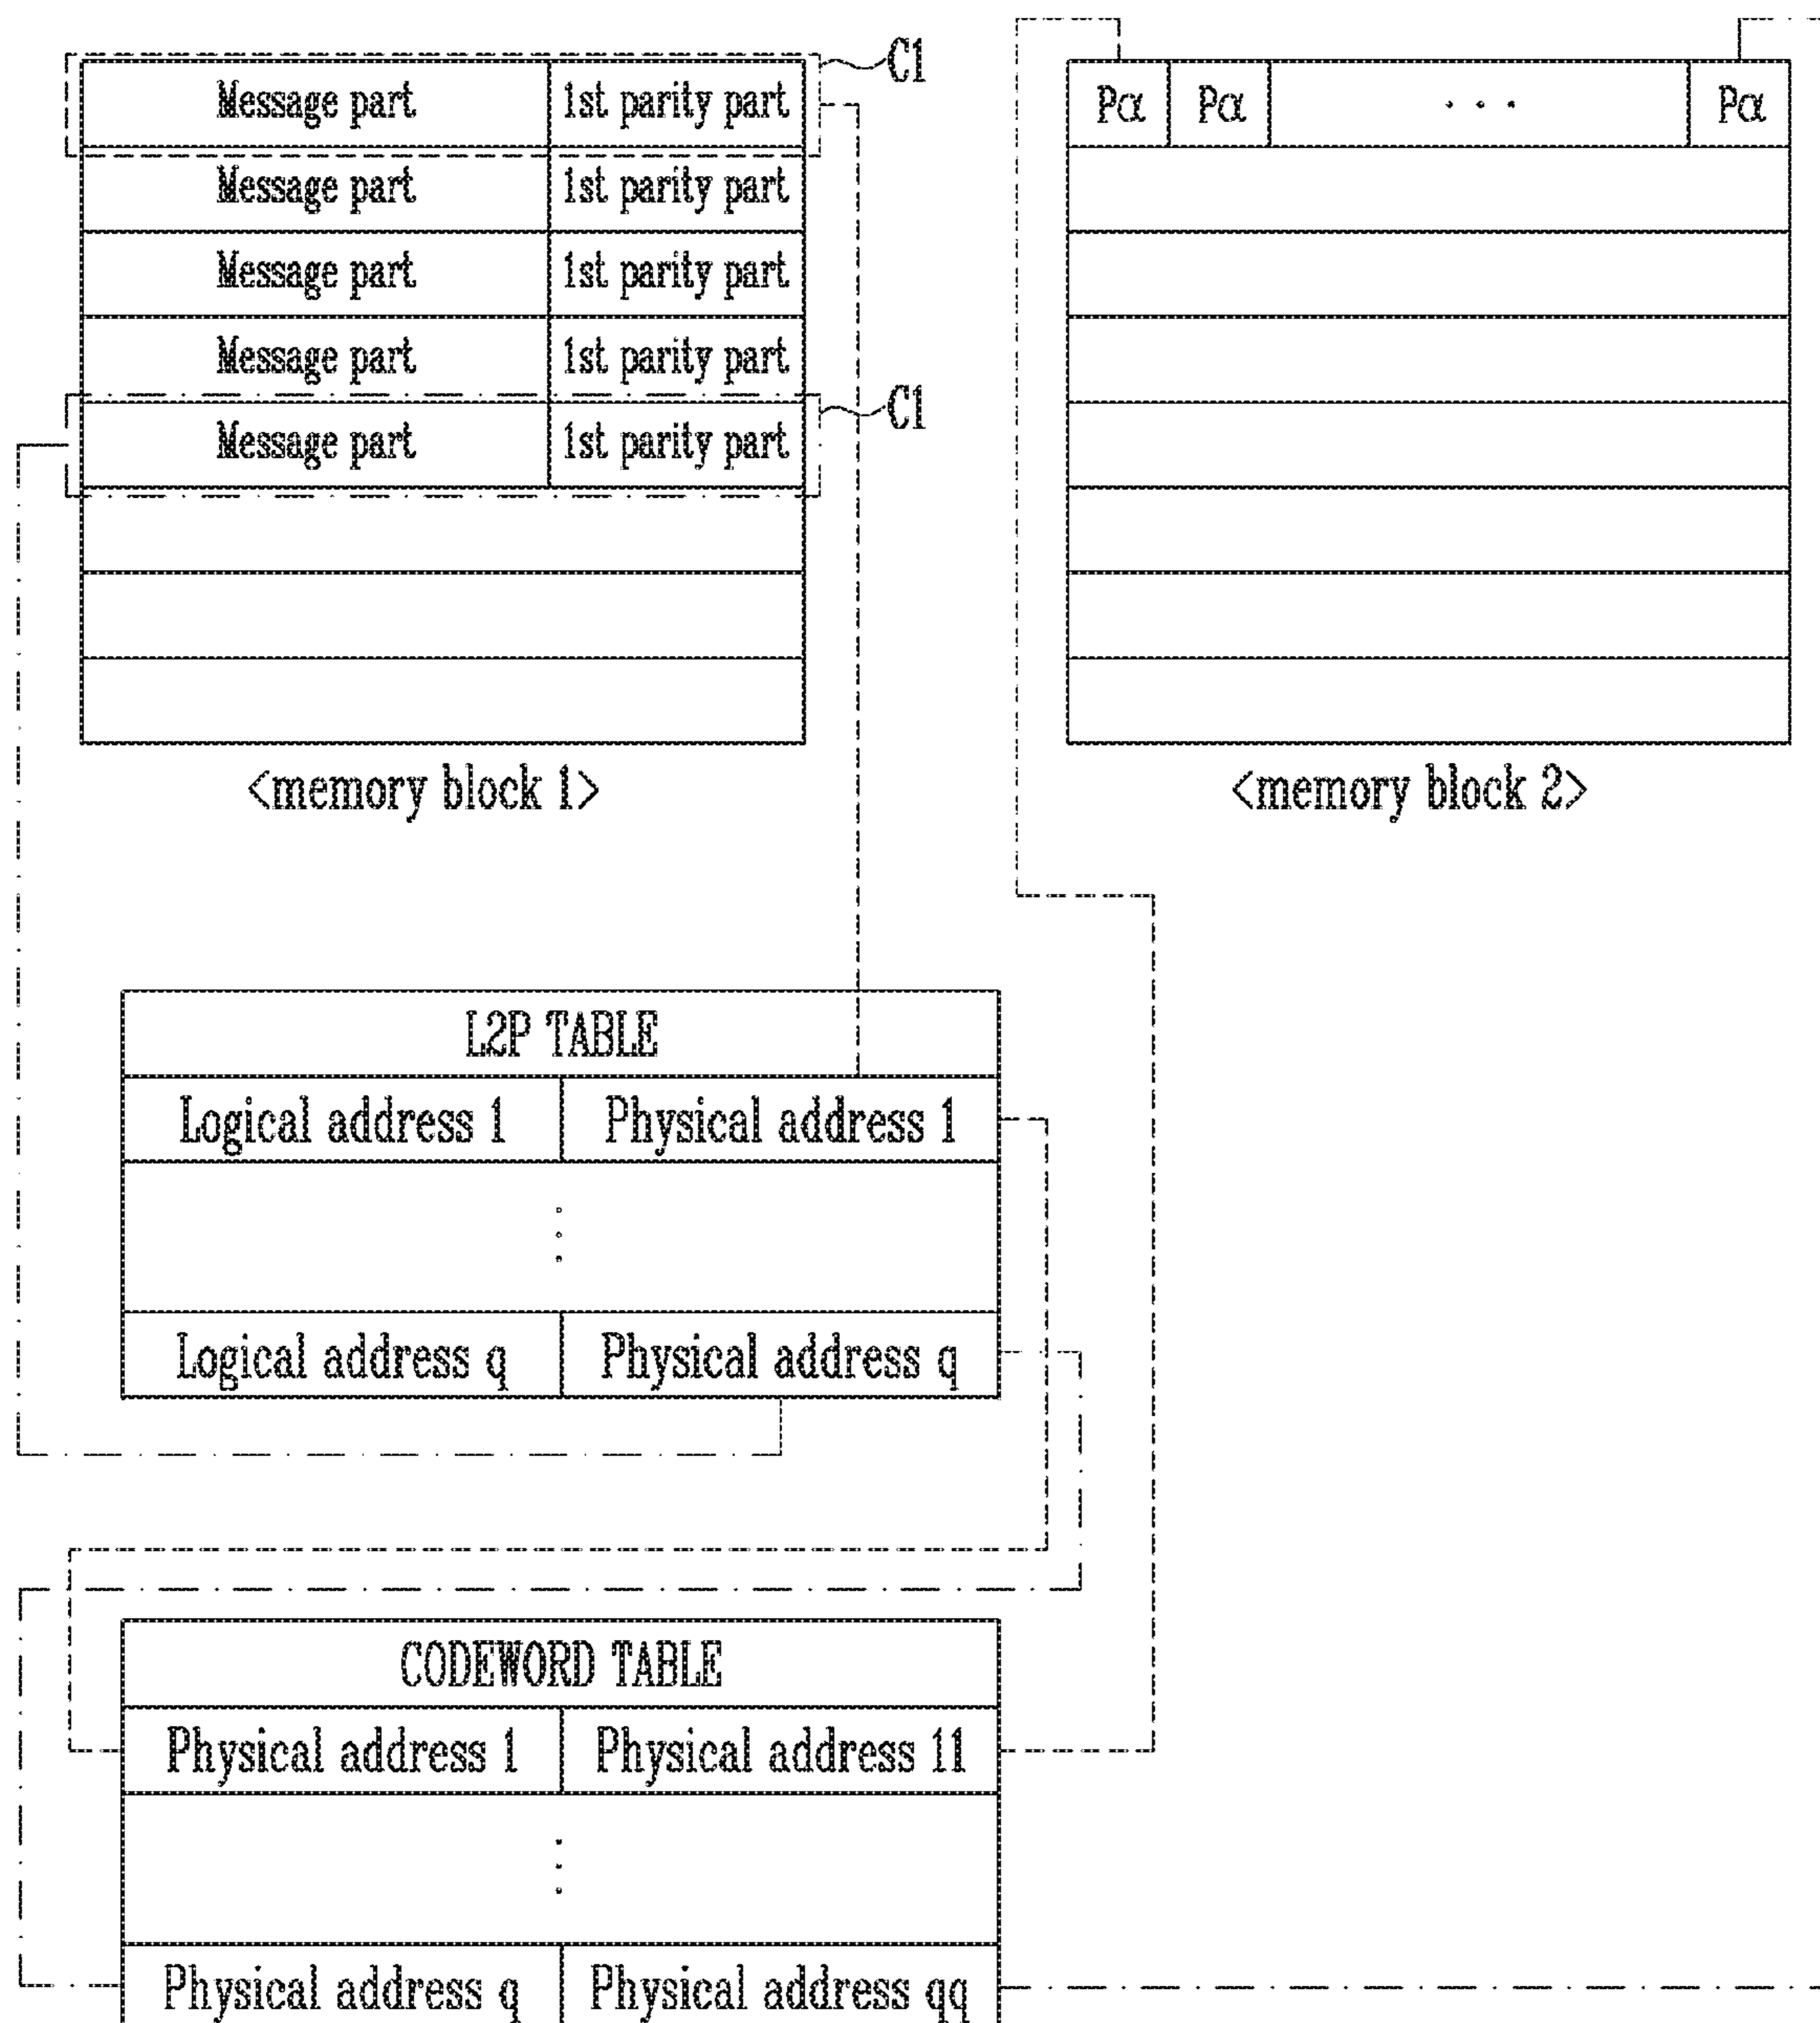 C1
Message part 1st parity part
Message part 1st parity part
Message part 1st parity part
Message part 1st parity part
C1
Message part 1st parity part
<memory block 1>
Pα Pα · · · Pα
<memory block 2>
L2P TABLE
Logical address 1 Physical address 1
Logical address q Physical address q
CODEWORD TABLE
Physical address 1 Physical address 11
Physical address q Physical address qq